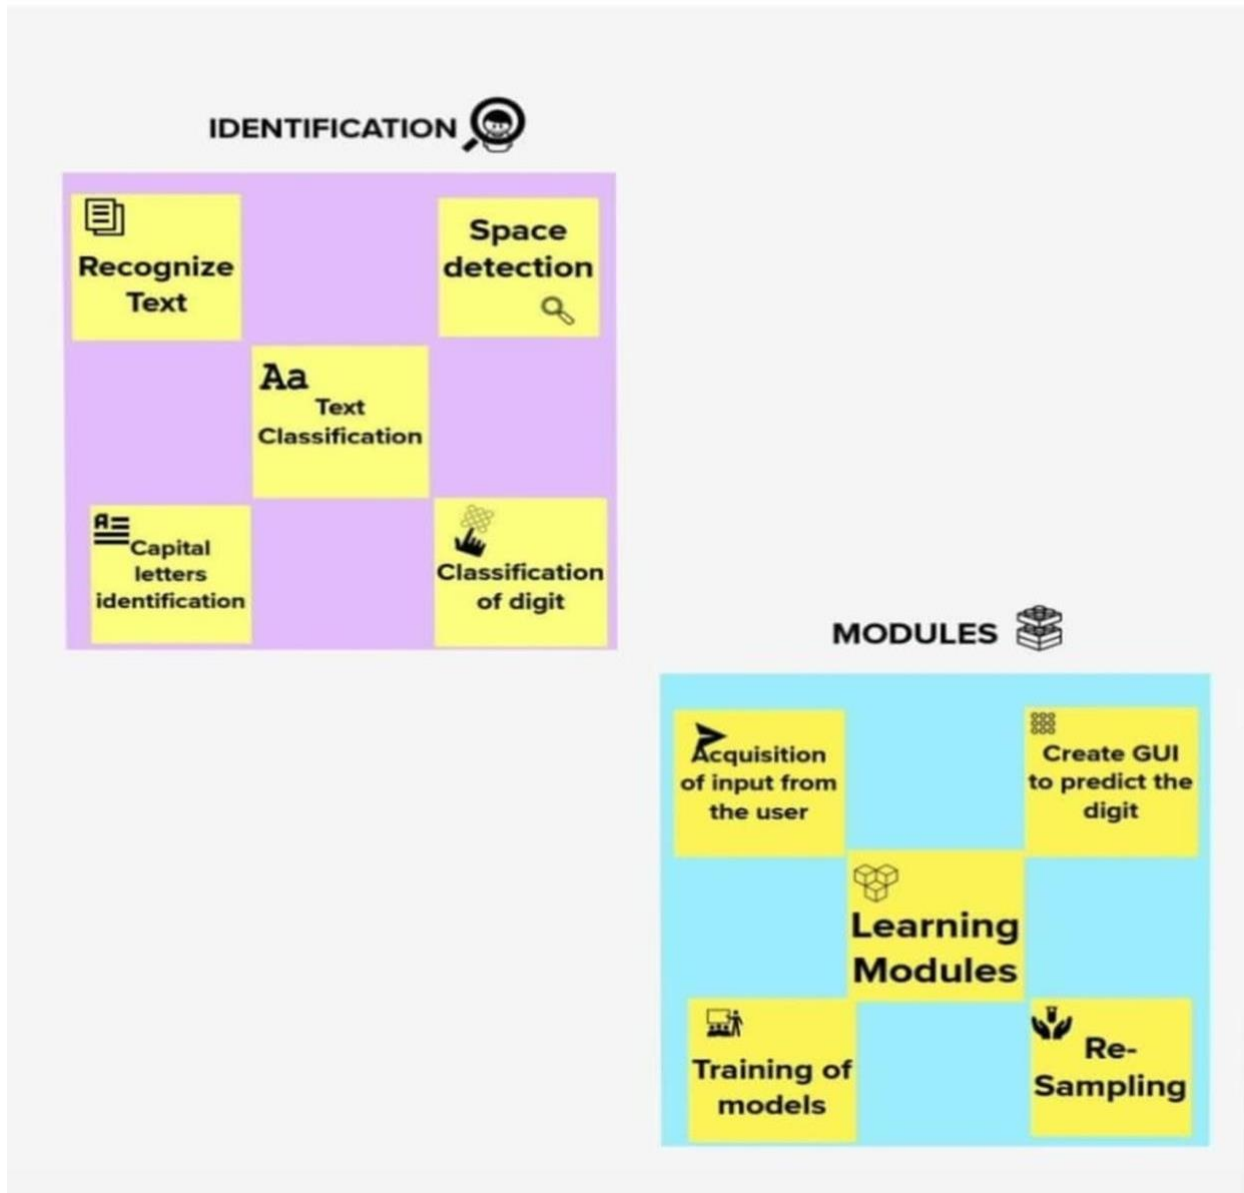 IDENTIFICATION
Recognize
Text
Space
detection
Aa
Text
Classification
A
Capital
letters
identification
Classification
of digit
MODULES
Acquisition
of input from
the user
Create GUI
to predict the
digit
Learning
Modules
Training of
models
Re-
Sampling